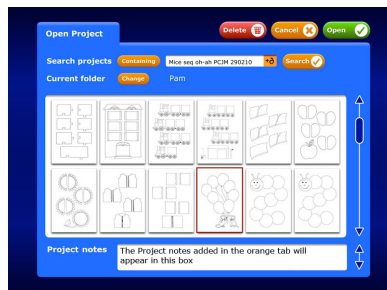 Open Project
Delete
Cancel
Open
Search projects
Containing
Mice seq oh-ah PCJM 290210
Search
Current folder
Change
Pam
Project notes
The Project notes added in the orange tab will
appear in this box